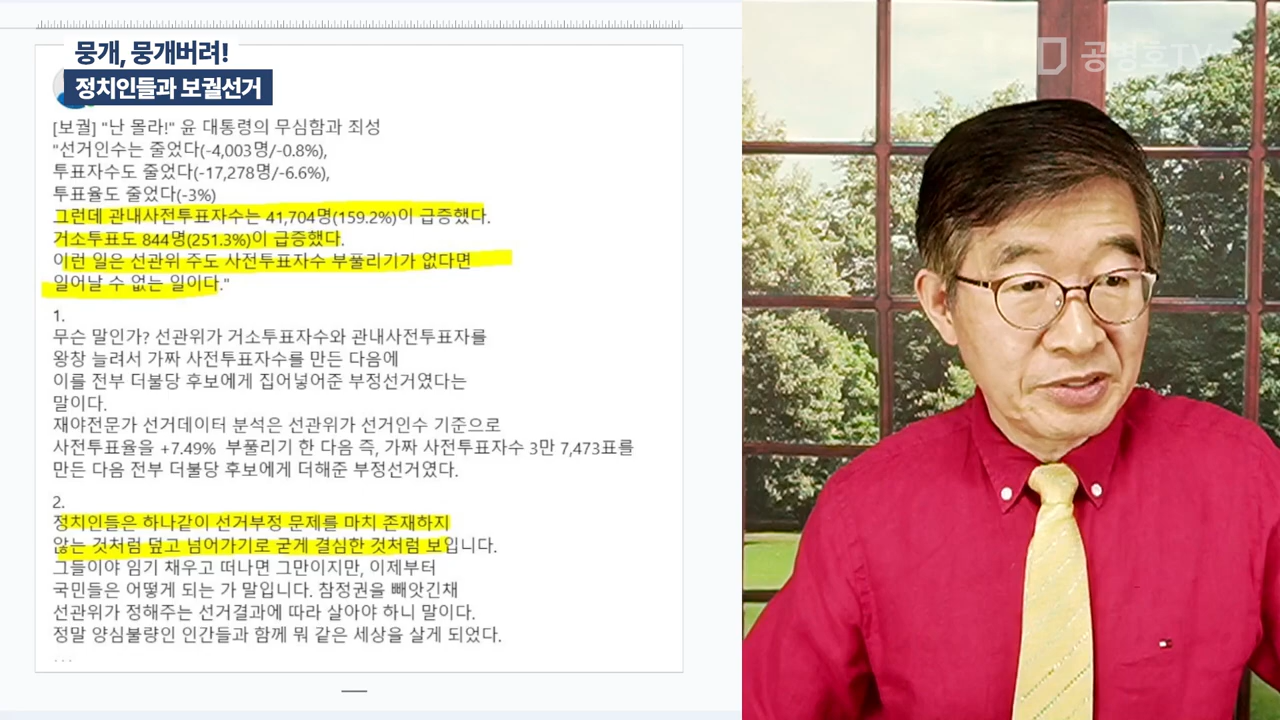 뭉개, 뭉개버려!
정치인들과 보궐선거
공병호TV
[보궐] "난 몰라!" 윤 대통령의 무심함과 죄성
"선거인수는 줄었다(-4,003명/-0.8%),
투표자수도 줄었다(-17,278명/-6.6%),
투표율도 줄었다(-3%)
그런데 관내사전투표자수는 41,704명(159.2%)이 급증했다.
거소투표도 844명(251.3%)이 급증했다.
이런 일은 선관위 주도 사전투표자수 부풀리기가 없다면
일어날 수 없는 일이다."
1.
무슨 말인가? 선관위가 거소투표자수와 관내사전투표자를
왕창 늘려서 가짜 사전투표자수를 만든 다음에
이를 전부 더불당 후보에게 집어넣어준 부정선거였다는
말이다.
재야전문가 선거데이터 분석은 선관위가 선거인수 기준으로
사전투표율을 +7.49% 부풀리기 한 다음 즉, 가짜 사전투표자수 3만 7,473표를
만든 다음 전부 더불당 후보에게 더해준 부정선거였다.
2.
정치인들은 하나같이 선거부정 문제를 마치 존재하지
않는 것처럼 덮고 넘어가기로 굳게 결심한 것처럼 보입니다.
그들이야 임기 채우고 떠나면 그만이지만, 이제부터
국민들은 어떻게 되는 가 말입니다. 참정권을 빼앗긴채
선관위가 정해주는 선거결과에 따라 살아야 하니 말이다.
정말 양심불량인 인간들과 함께 뭐 같은 세상을 살게 되었다.
...